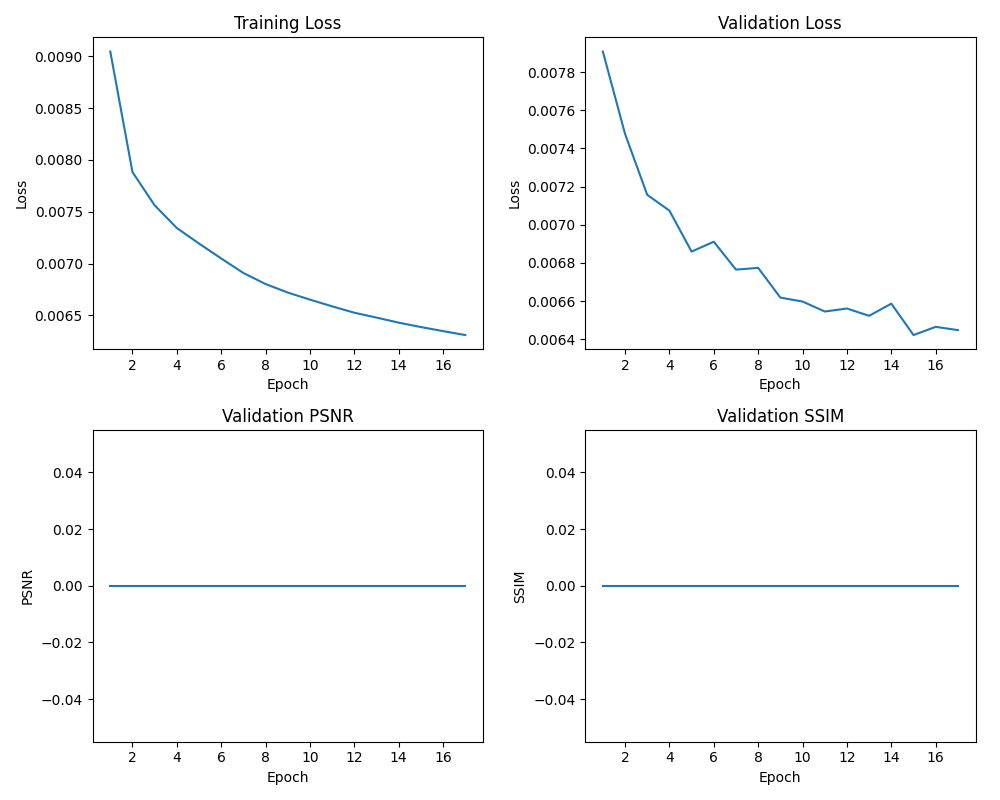 Training Loss
Validation Loss
0.0090
0.0085
0.0080
0.0075
0.0070
0.0065
Loss
2 4 6 8 10 12 14 16
Epoch
0.0078
0.0076
0.0074
0.0072
0.0070
0.0068
0.0066
0.0064
Loss
2 4 6 8 10 12 14 16
Epoch
Validation PSNR
Validation SSIM
0.04
0.02
0.00
−0.02
−0.04
PSNR
2 4 6 8 10 12 14 16
Epoch
0.04
0.02
0.00
−0.02
−0.04
SSIM
2 4 6 8 10 12 14 16
Epoch